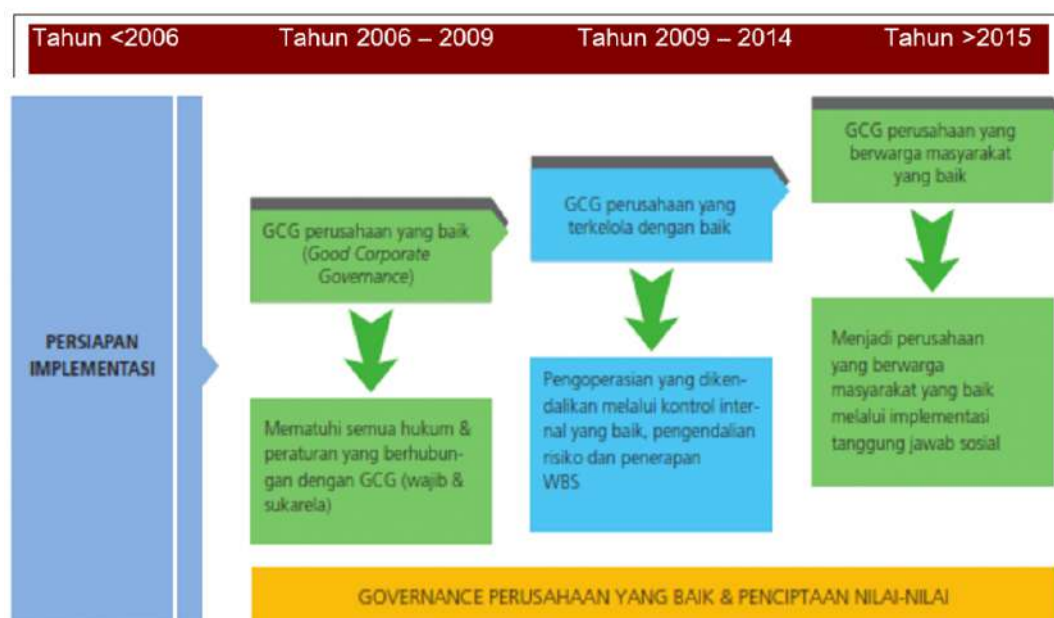 Tahun <2006
Tahun 2006 – 2009
Tahun 2009 – 2014
Tahun >2015
PERSIAPAN
IMPLEMENTASI
GCG perusahaan yang baik
(Good Corporate
Governance)
Mematuhi semua hukum &
peraturan yang berhubun-
gan dengan GCG (wajib &
sukarela)
GCG perusahaan yang
terkelola dengan baik
Pengoperasian yang diken-
dalikan melalui kontrol inter-
nal yang baik, pengendalian
risiko dan penerapan
WBS
GCG perusahaan yang
berwarga masyarakat
yang baik
Menjadi perusahaan
yang berwarga
masyarakat yang baik
melalui implementasi
tanggung jawab sosial
GOVERNANCE PERUSAHAAN YANG BAIK & PENCIPTAAN NILAI-NILAI